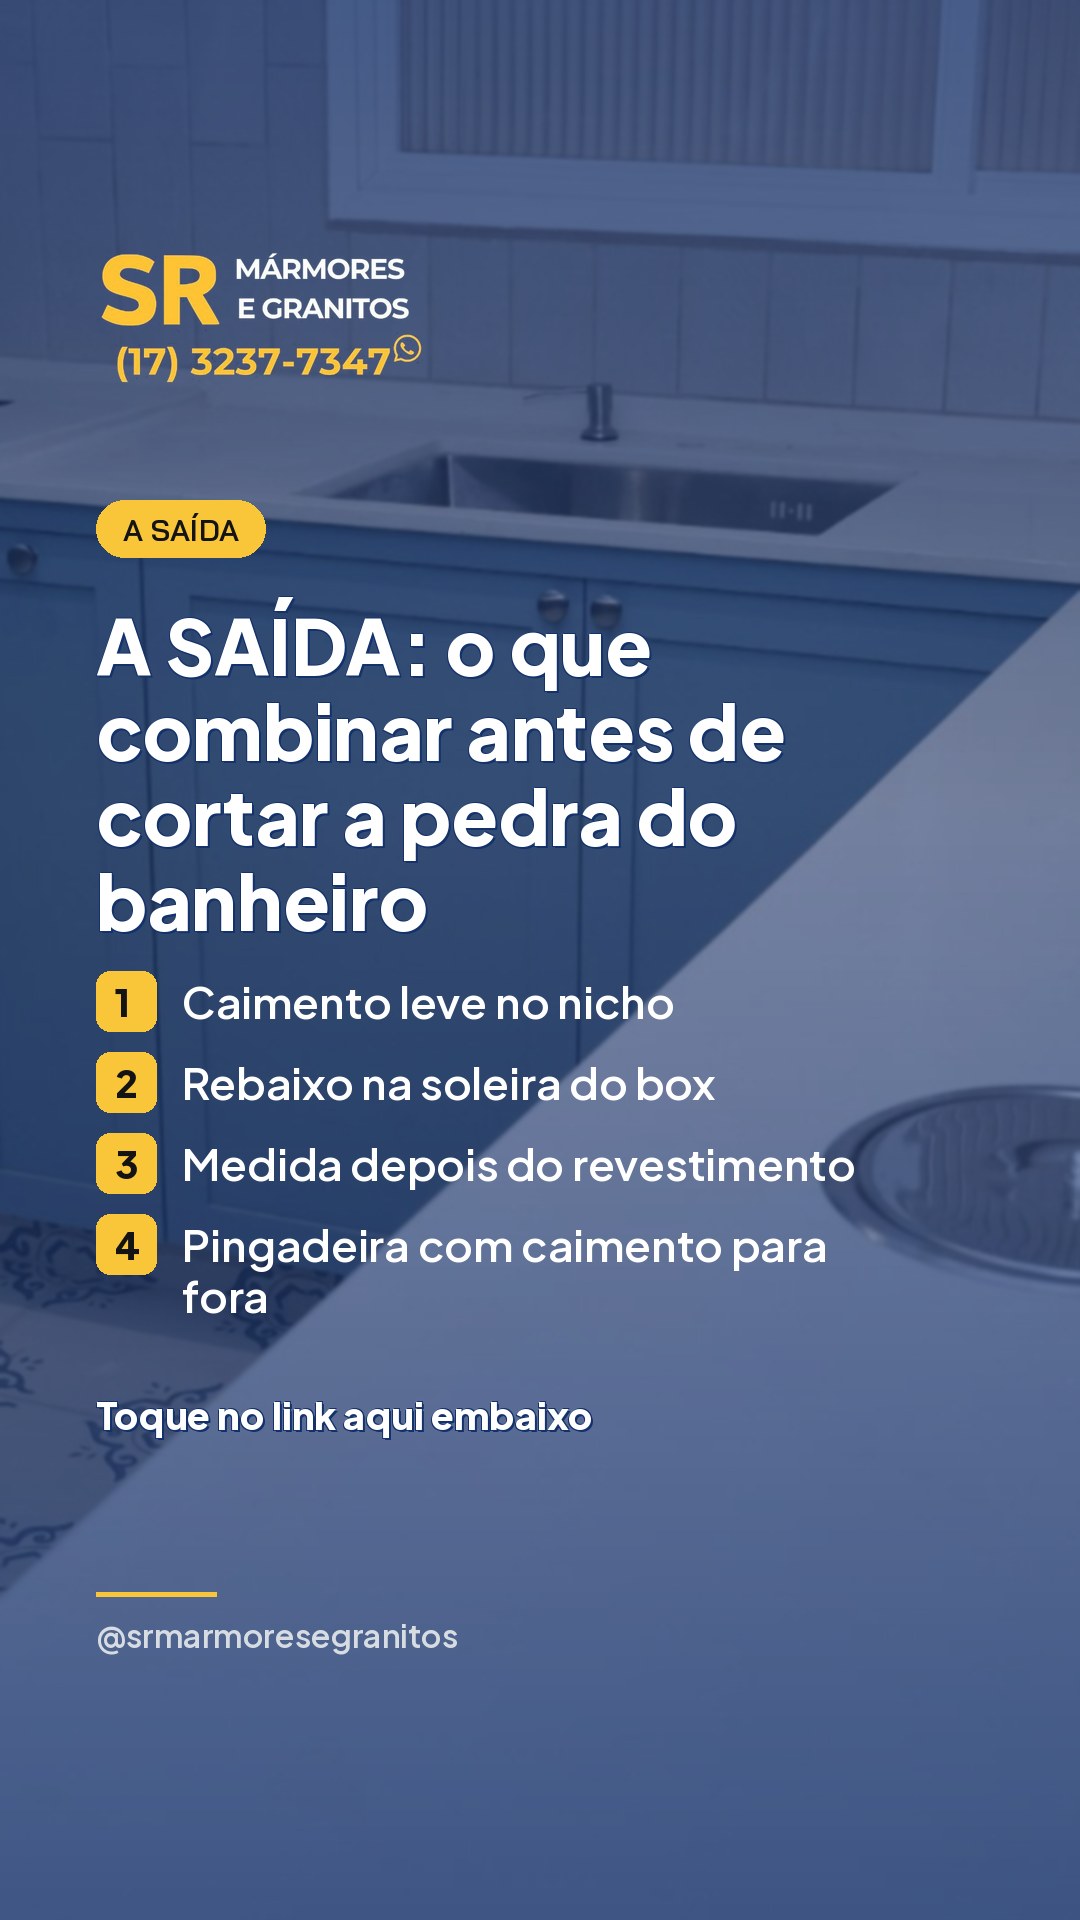 SR MÁRMORES
E GRANITOS
(17) 3237-7347
A SAÍDA
A SAÍDA: o que
combinar antes de
cortar a pedra do
banheiro
1 Caimento leve no nicho
2 Rebaixo na soleira do box
3 Medida depois do revestimento
4 Pingadeira com caimento para
fora
Toque no link aqui embaixo
@srmarmoresegranitos